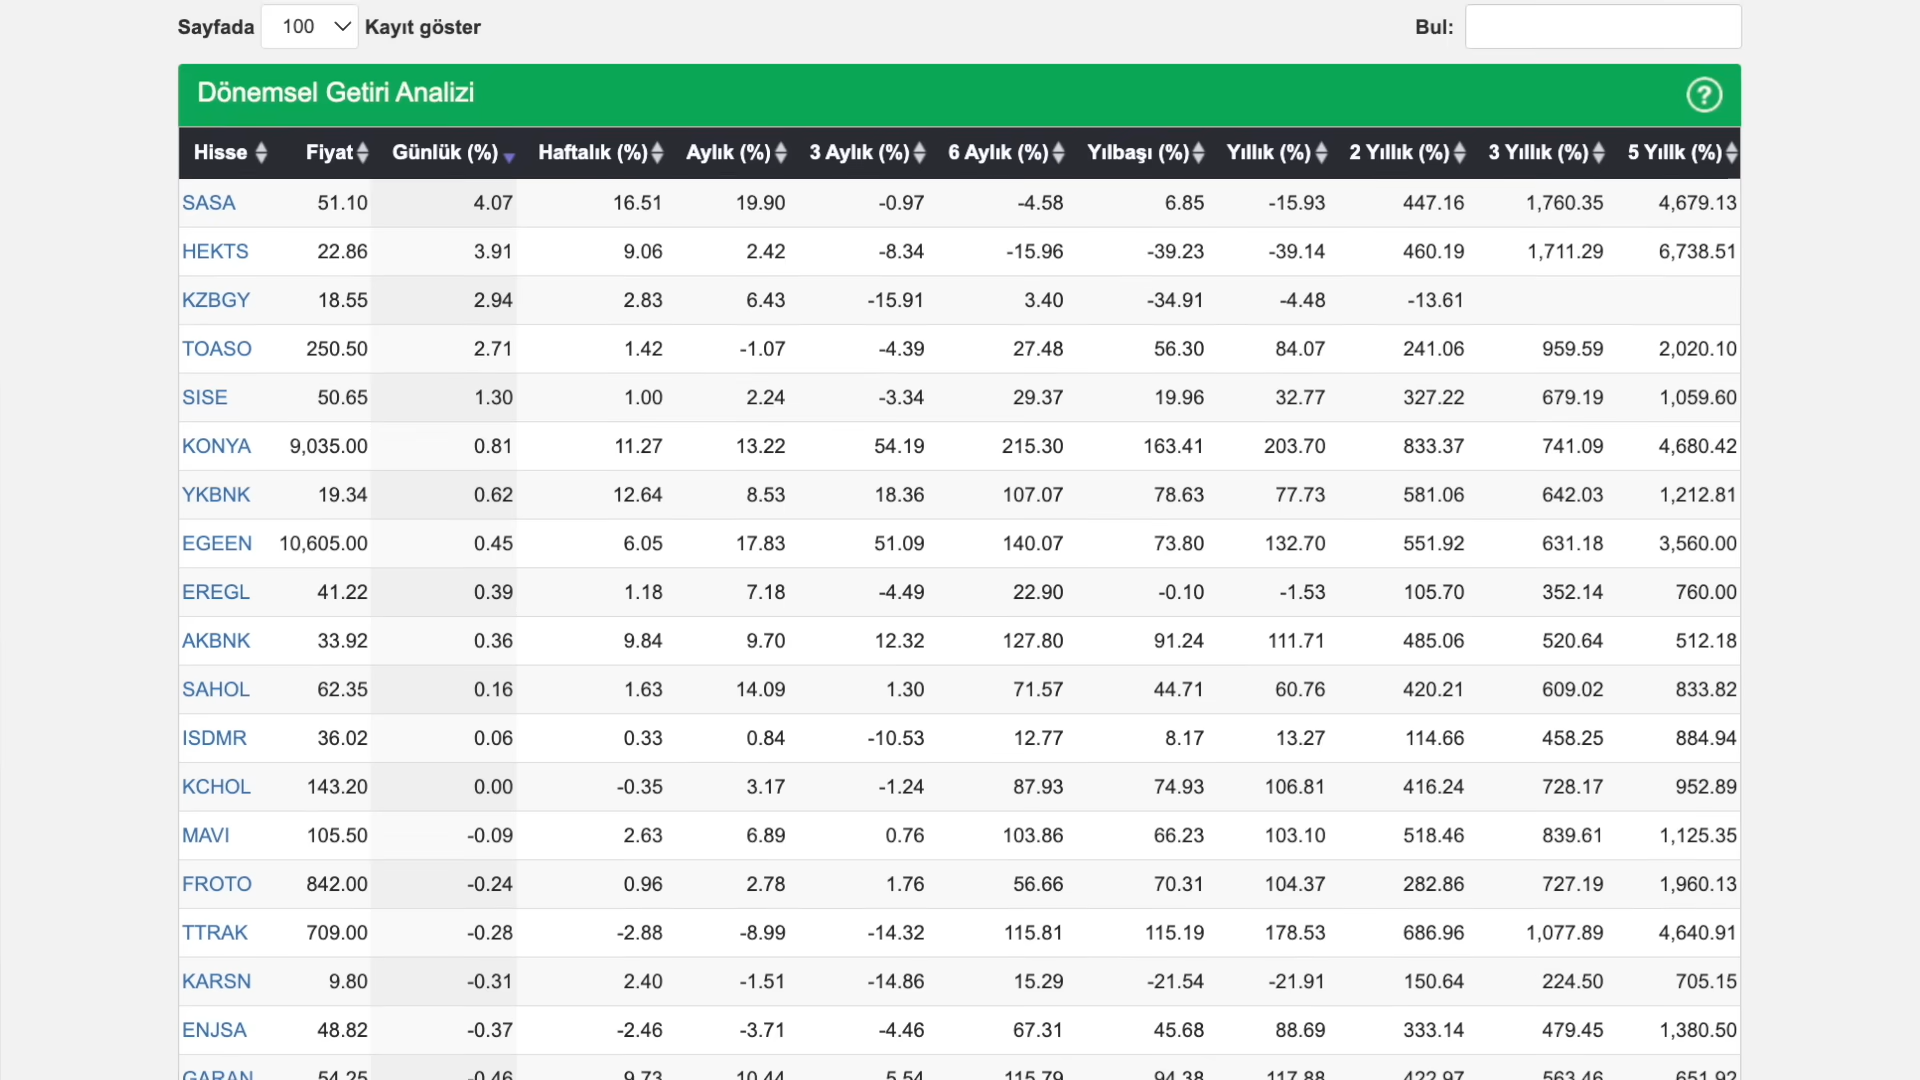 Sayfada 100 Kayıt göster Bul:
Dönemsel Getiri Analizi ?
Hisse Fiyat Günlük (%) Haftalık (%) Aylık (%) 3 Aylık (%) 6 Aylık (%) Yılbaşı (%) Yıllık (%) 2 Yıllık (%) 3 Yıllık (%) 5 Yıllık (%)
SASA 51.10 4.07 16.51 19.90 -0.97 -4.58 6.85 -15.93 447.16 1,760.35 4,679.13
HEKTS 22.86 3.91 9.06 2.42 -8.34 -15.96 -39.23 -39.14 460.19 1,711.29 6,738.51
KZBGY 18.55 2.94 2.83 6.43 -15.91 3.40 -34.91 -4.48 -13.61
TOASO 250.50 2.71 1.42 -1.07 -4.39 27.48 56.30 84.07 241.06 959.59 2,020.10
SISE 50.65 1.30 1.00 2.24 -3.34 29.37 19.96 32.77 327.22 679.19 1,059.60
KONYA 9,035.00 0.81 11.27 13.22 54.19 215.30 163.41 203.70 833.37 741.09 4,680.42
YKBNK 19.34 0.62 12.64 8.53 18.36 107.07 78.63 77.73 581.06 642.03 1,212.81
EGEEN 10,605.00 0.45 6.05 17.83 51.09 140.07 73.80 132.70 551.92 631.18 3,560.00
EREGL 41.22 0.39 1.18 7.18 -4.49 22.90 -0.10 -1.53 105.70 352.14 760.00
AKBNK 33.92 0.36 9.84 9.70 12.32 127.80 91.24 111.71 485.06 520.64 512.18
SAHOL 62.35 0.16 1.63 14.09 1.30 71.57 44.71 60.76 420.21 609.02 833.82
ISDMR 36.02 0.06 0.33 0.84 -10.53 12.77 8.17 13.27 114.66 458.25 884.94
KCHOL 143.20 0.00 -0.35 3.17 -1.24 87.93 74.93 106.81 416.24 728.17 952.89
MAVI 105.50 -0.09 2.63 6.89 0.76 103.86 66.23 103.10 518.46 839.61 1,125.35
FROTO 842.00 -0.24 0.96 2.78 1.76 56.66 70.31 104.37 282.86 727.19 1,960.13
TTRAK 709.00 -0.28 -2.88 -8.99 -14.32 115.81 115.19 178.53 686.96 1,077.89 4,640.91
KARSN 9.80 -0.31 2.40 -1.51 -14.86 15.29 -21.54 -21.91 150.64 224.50 705.15
ENJSA 48.82 -0.37 -2.46 -3.71 -4.46 67.31 45.68 88.69 333.14 479.45 1,380.50
GARAN 54.25 -0.46 9.73 10.44 5.54 115.79 94.38 117.88 422.97 563.46 651.92